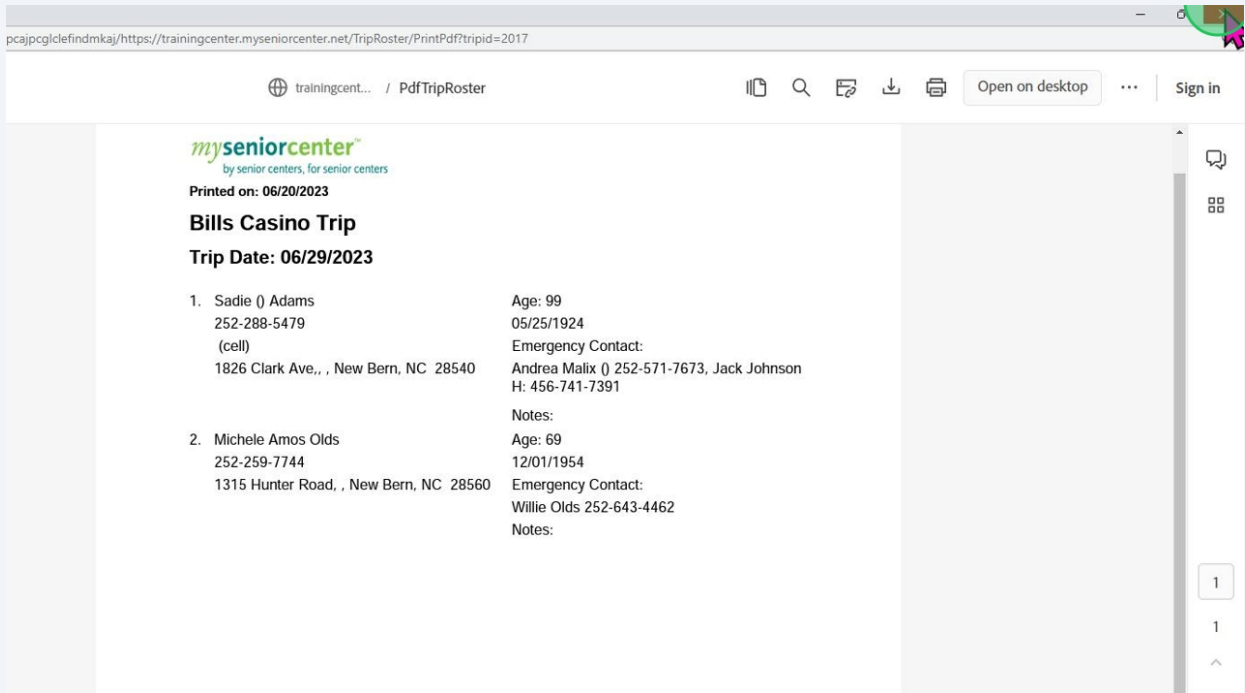 pcajpcglclefindmkaj/https://trainingcenter.myseniorcenter.net/TripRoster/PrintPdf?tripid=2017
trainingcent... / PdfTripRoster
Open on desktop
Sign in
myseniorcenter™
by senior centers, for senior centers
Printed on: 06/20/2023
Bills Casino Trip
Trip Date: 06/29/2023
1. Sadie () Adams
252-288-5479
(cell)
1826 Clark Ave,, , New Bern, NC 28540
Age: 99
05/25/1924
Emergency Contact:
Andrea Malix () 252-571-7673, Jack Johnson
H: 456-741-7391
Notes:
2. Michele Amos Olds
252-259-7744
1315 Hunter Road, , New Bern, NC 28560
Age: 69
12/01/1954
Emergency Contact:
Willie Olds 252-643-4462
Notes:
1
1